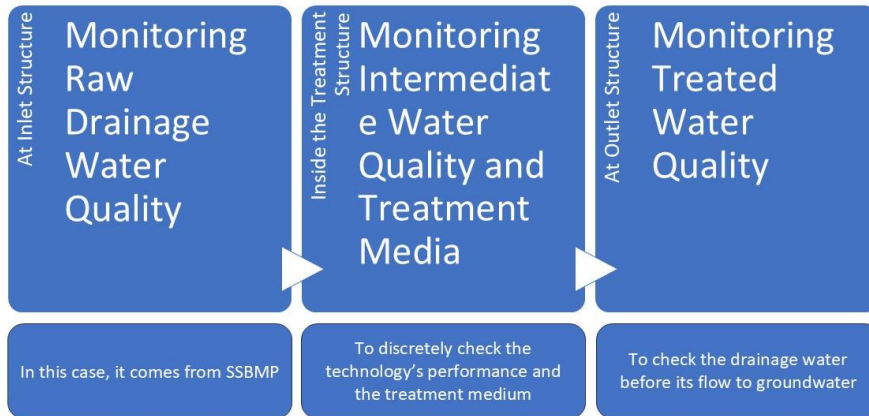 At Inlet Structure
Monitoring
Raw
Drainage
Water
Quality
Inside the Treatment
Structure
Monitoring
Intermediat
e Water
Quality and
Treatment
Media
At Outlet Structure
Monitoring
Treated
Water
Quality
In this case, it comes from SSBMP
To discretely check the
technology's performance and
the treatment medium
To check the drainage water
before its flow to groundwater